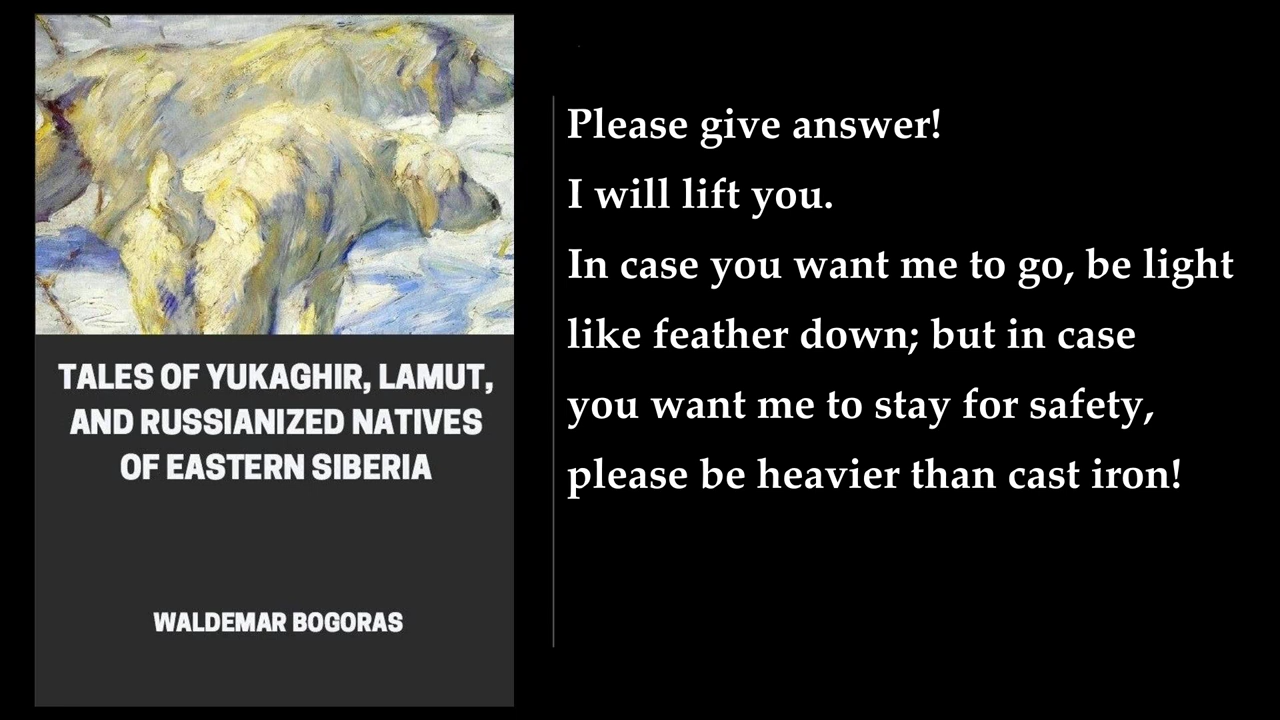 TALES OF YUKAGHIR, LAMUT,
AND RUSSIANIZED NATIVES
OF EASTERN SIBERIA
WALDEMAR BOGORAS
Please give answer!
I will lift you.
In case you want me to go, be light
like feather down; but in case
you want me to stay for safety,
please be heavier than cast iron!